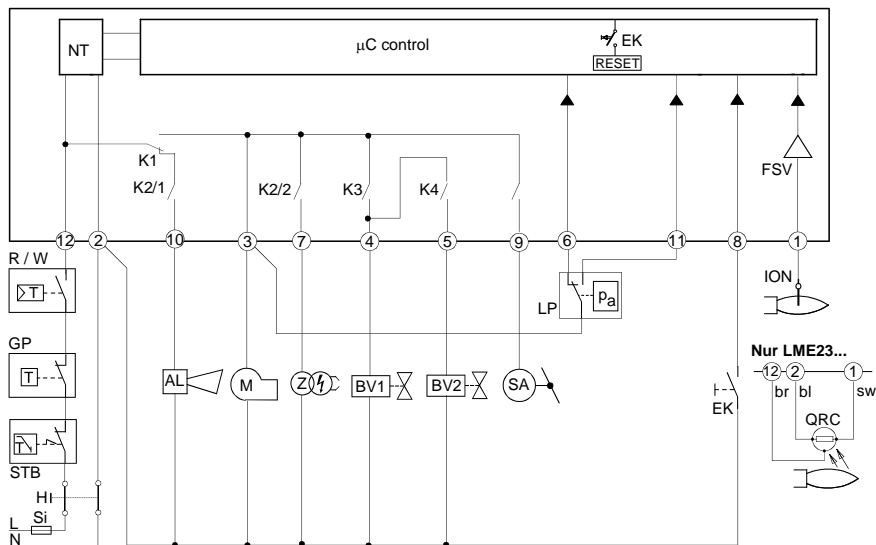 NT
µC control
EK
RESET
K1
K2/1
K2/2
K3
K4
FSV
12
2
10
3
7
4
5
9
6
11
8
1
R / W
T
LP
pa
ION
GP
T
Nur LME23...
12 2 1
br bl sw
AL
M
Z
BV1
BV2
SA
EK
QRC
T
STB
H
L
Si
N